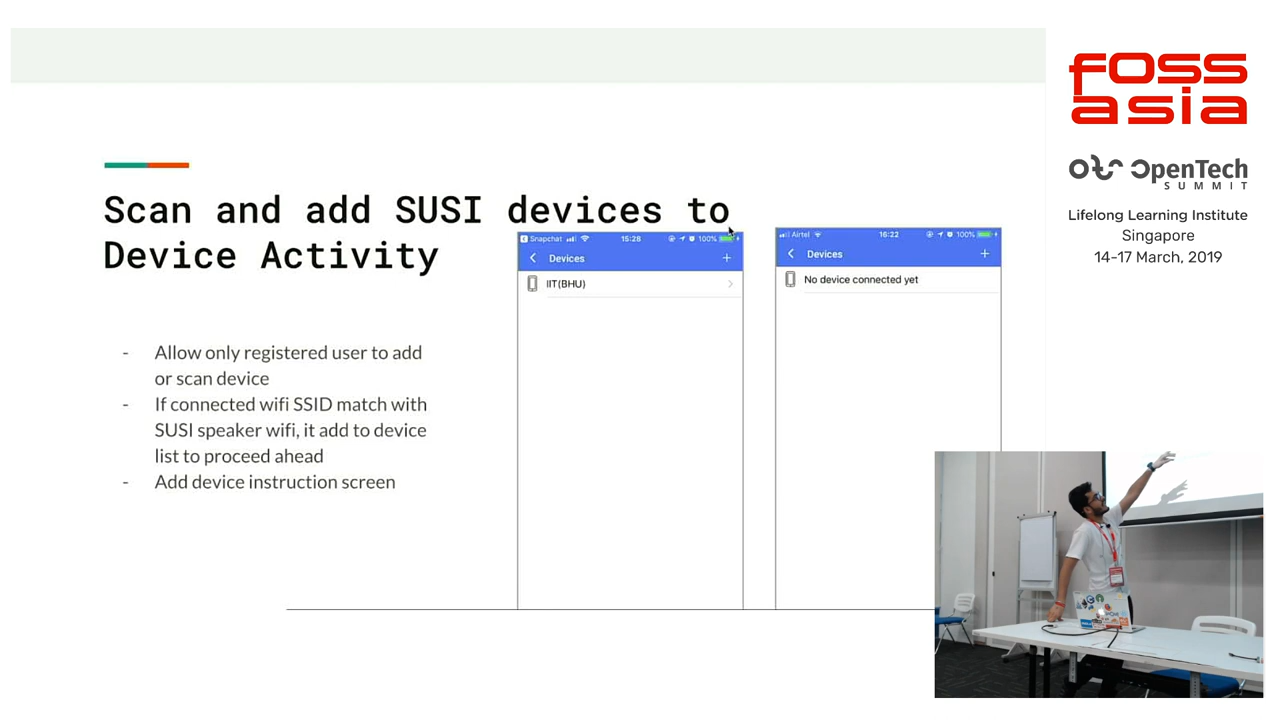 fossasia
OpenTech
SUMMIT
Lifelong Learning Institute
Singapore
14-17 March, 2019
Scan and add SUSI devices to
Device Activity
- Allow only registered user to add
or scan device
- If connected wifi SSID match with
SUSI speaker wifi, it add to device
list to proceed ahead
- Add device instruction screen
Snapchat 15:28 100%
Devices +
IIT(BHU)
Airtel 16:22 100%
Devices +
No device connected yet